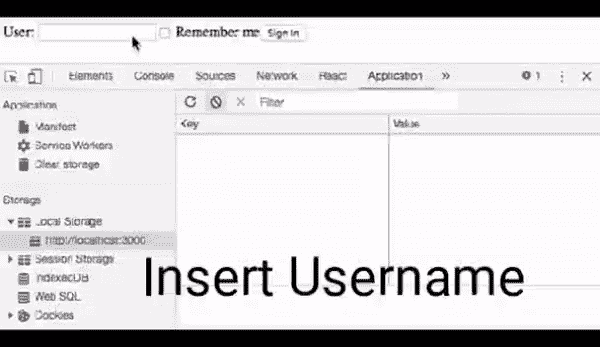 User: Remember me Sign In
Elements Console Sources Network React Application » 1
Application
Filter
Key Value
Manifest
Service Workers
Clear storage
Storage
Local Storage
http://localhost:3000
Session Storage
IndexedDB
Web SQL
Cookies
Insert Username